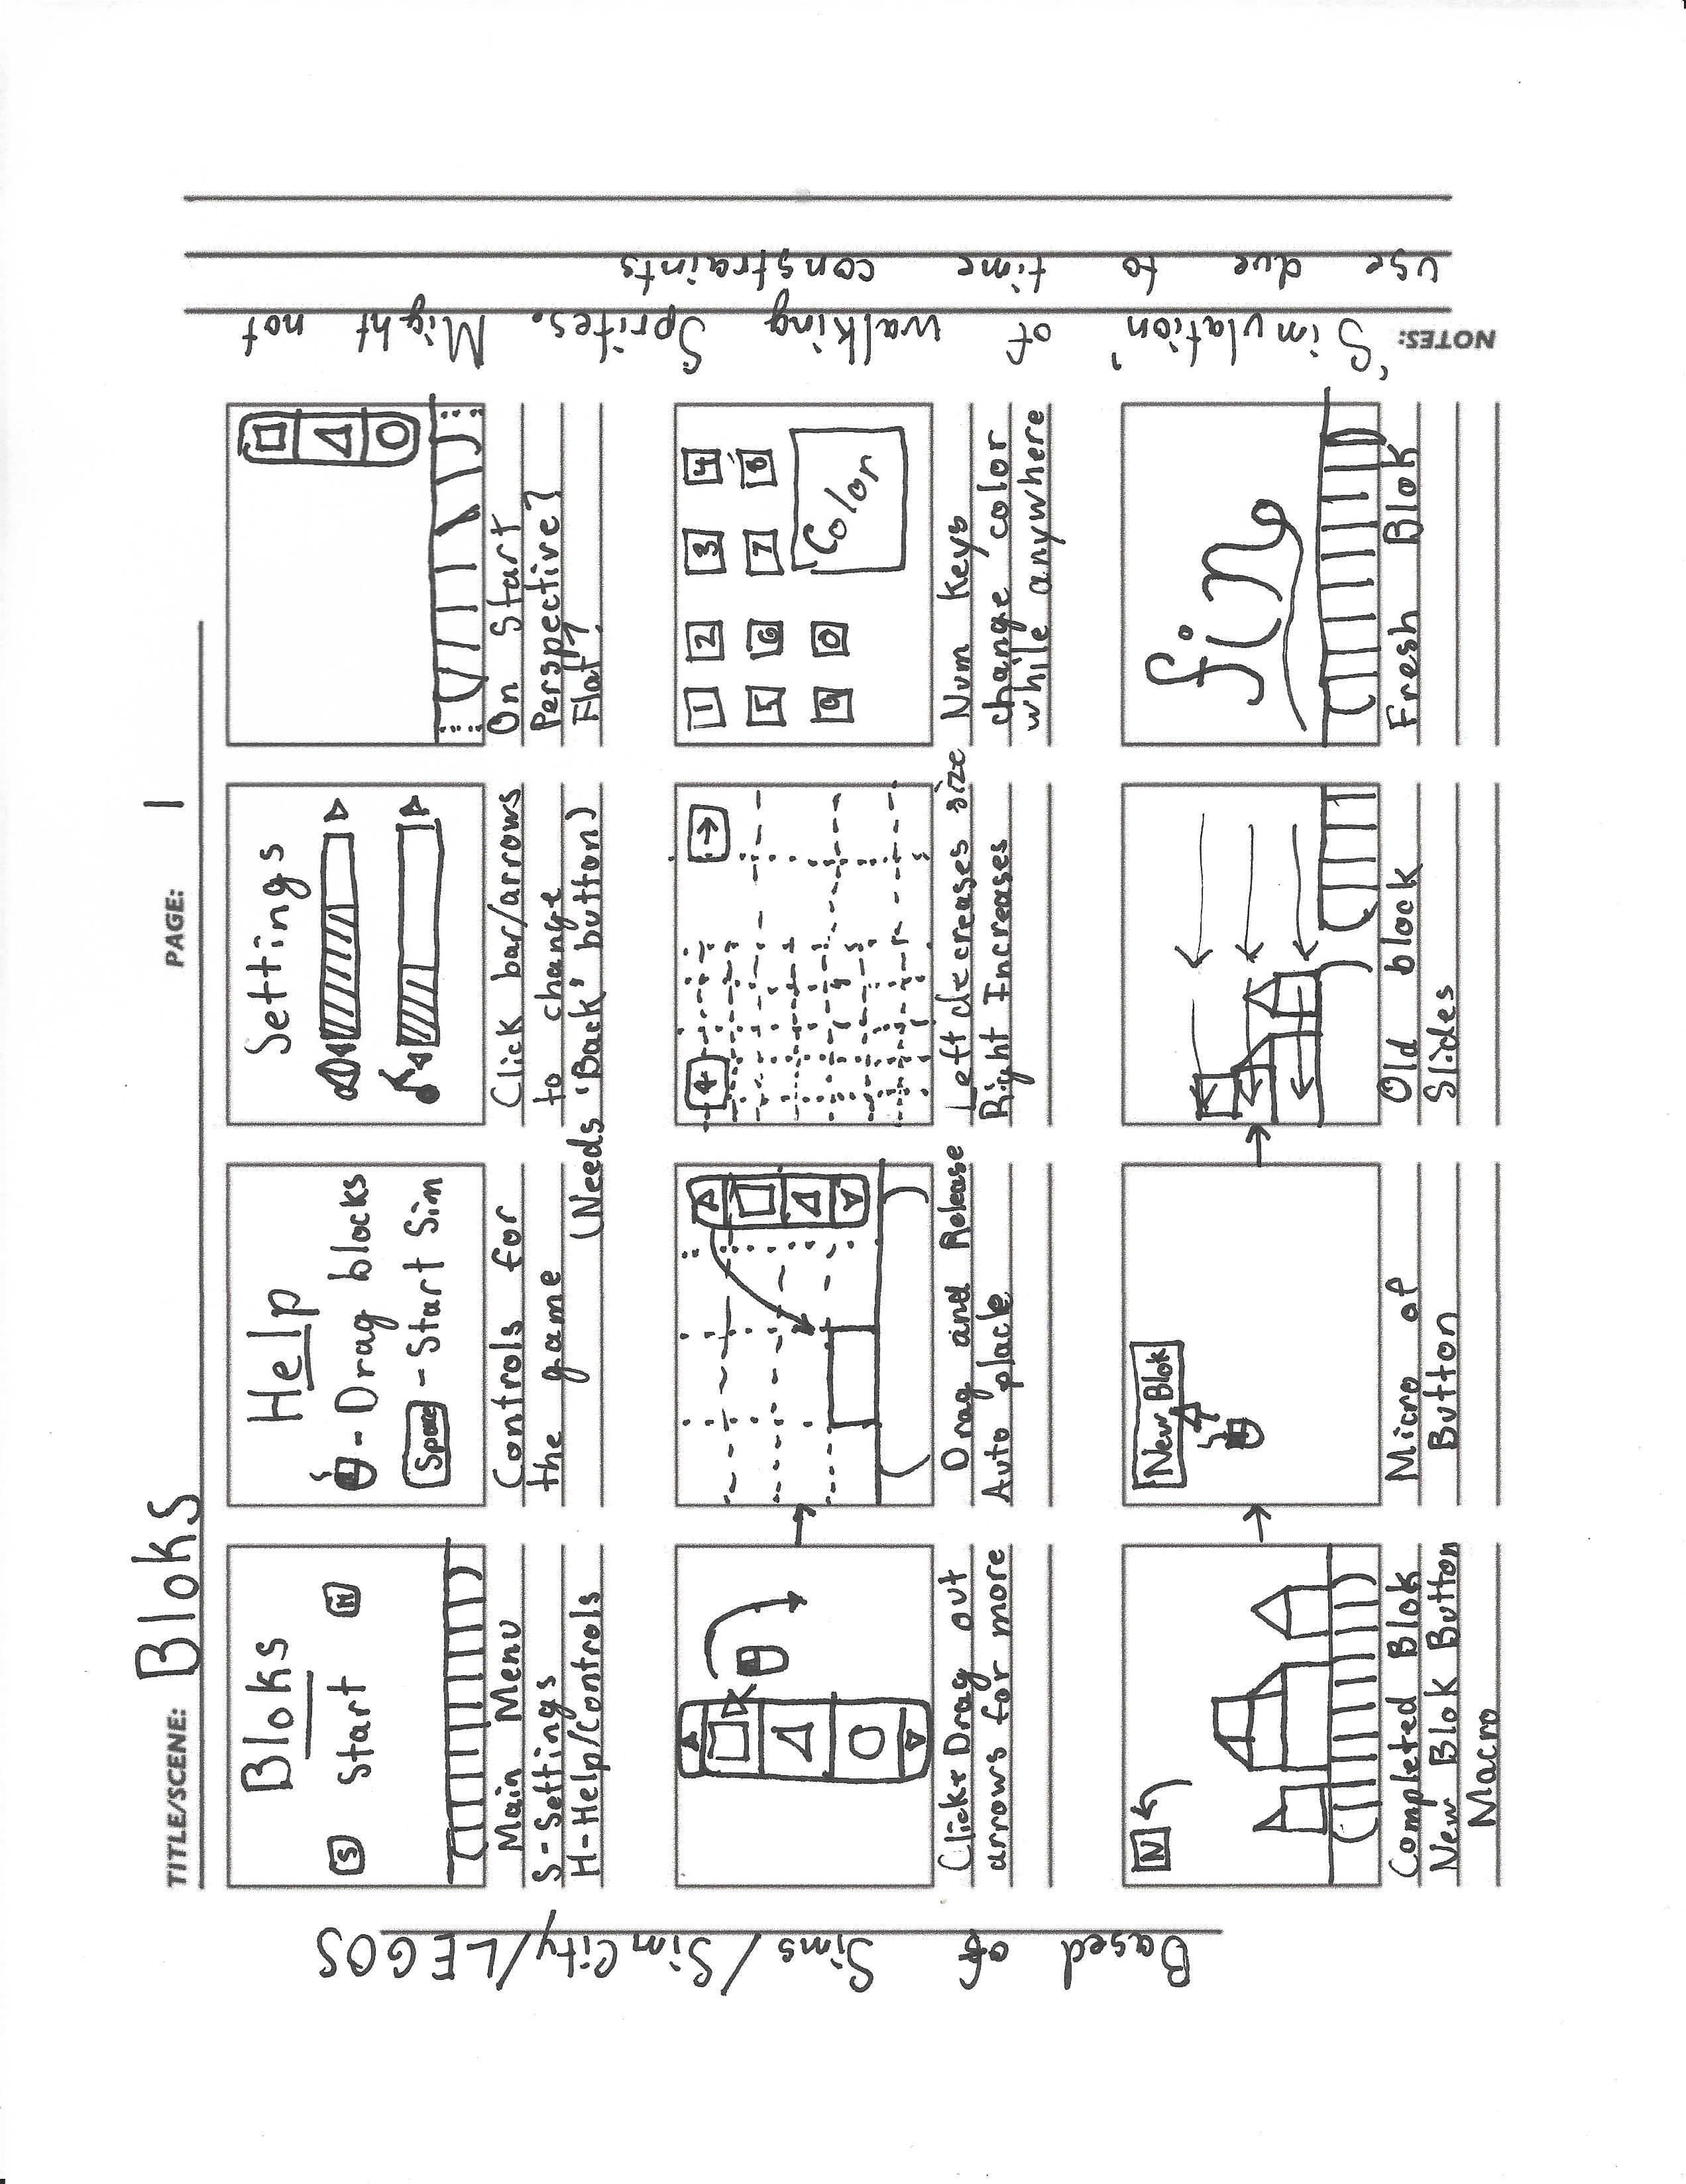 TITLE/SCENE: Bloks
PAGE: 1
Bloks
S Start H
Main Menu
S-Settings
H-Help/Controls
Help
- Drag blocks
Space - Start Sim
Controls for
the game
Settings
Click bar/arrows
to change
(Needs 'Back' button)
On Start
Perspective?
Flat?
Click & Drag out
arrows for more
Drag and Release
Auto place
Left decreases size
Right Increases
1 2 3 4
5 6 7 8
9 0
Color
Num Keys
change color
while anywhere
N
Completed Blok
New Blok Button
Macro
New Blok
Micro of
Button
Old block
Slides
fin
Fresh Blok
NOTES:
'Simulation' of walking Sprites. Might not
use due to time constraints
Based of Sims/SimCity/LEGOS